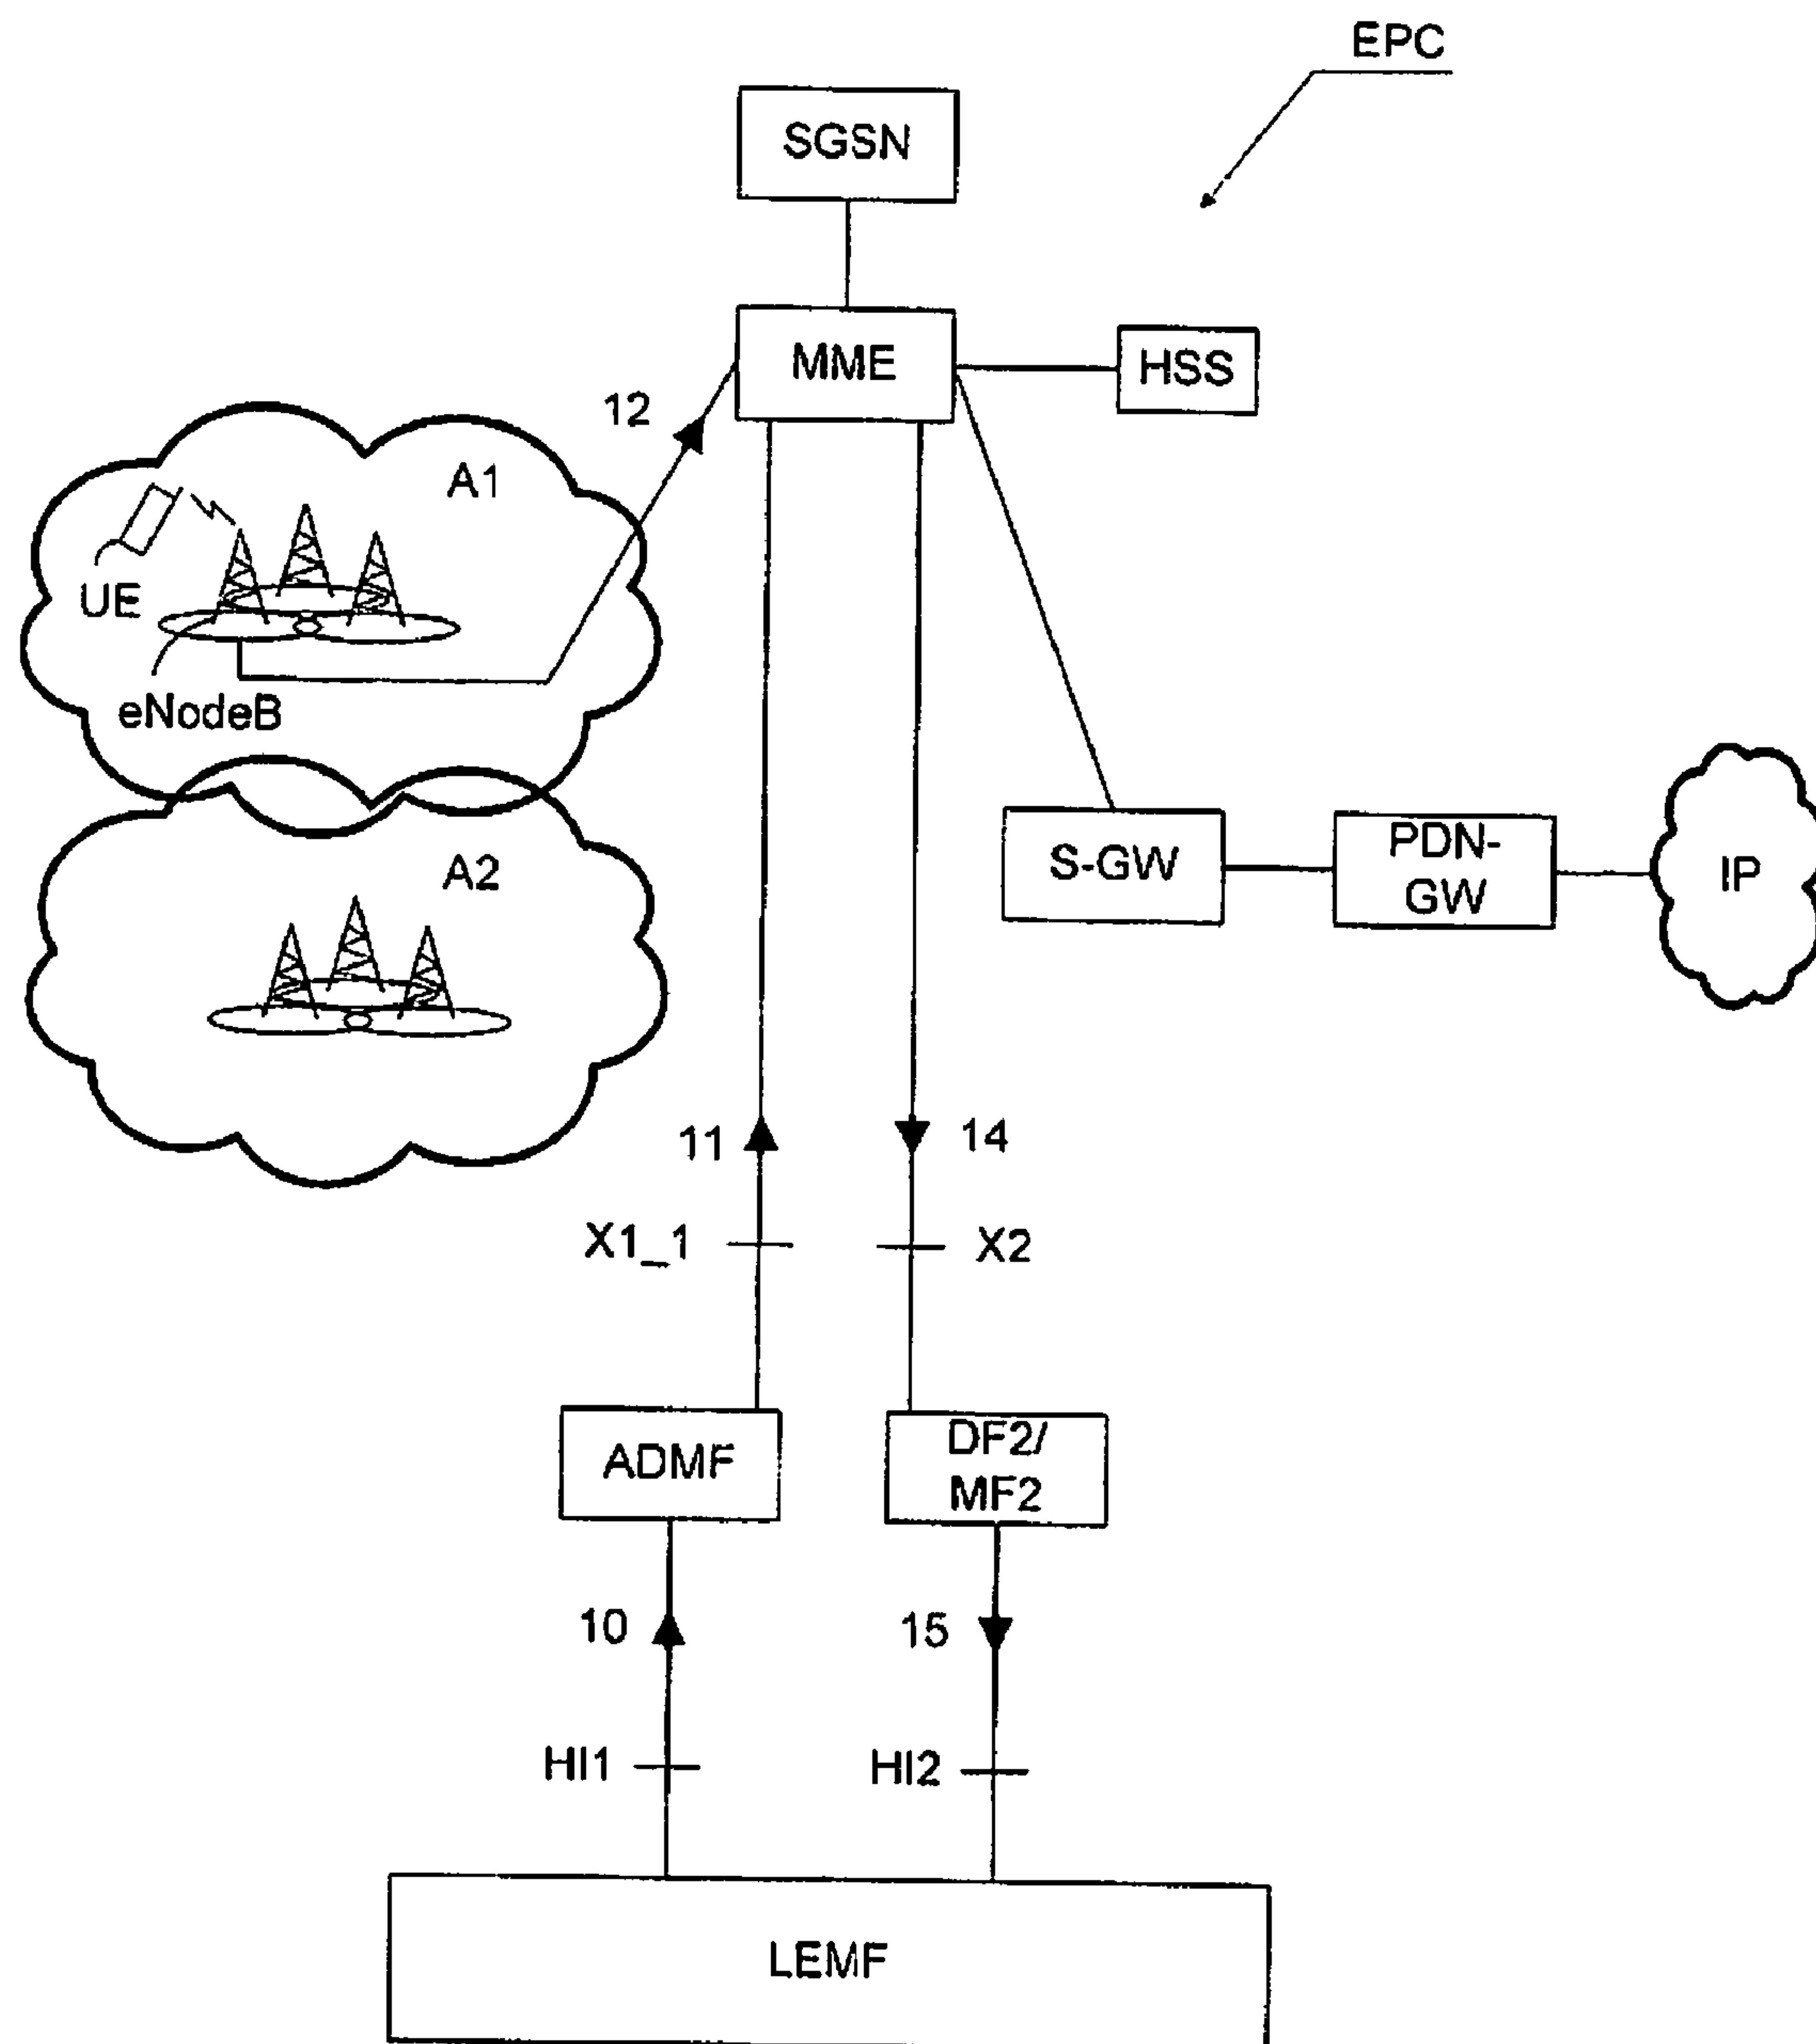 EPC
SGSN
MME
HSS
12
A1
UE
eNodeB
A2
S-GW
PDN-
GW
IP
11
14
X1_1
X2
ADMF
DF2/
MF2
10
15
HI1
HI2
LEMF